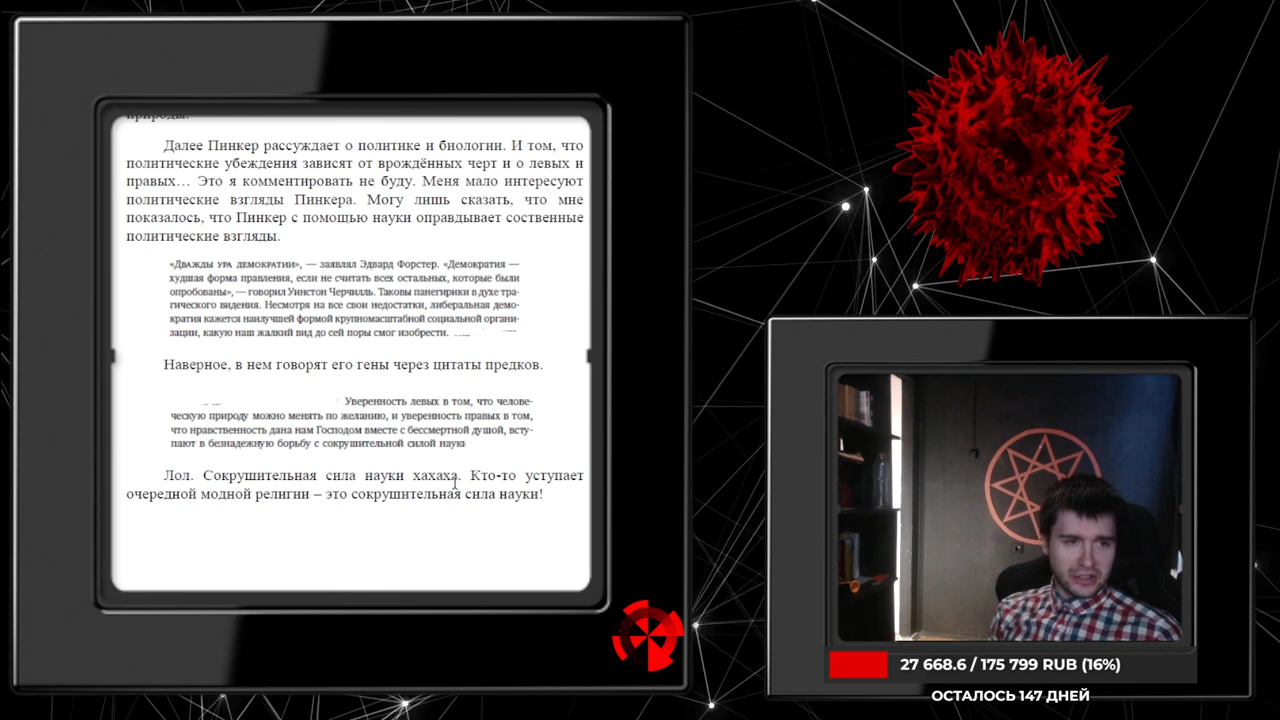 природы.
Далее Пинкер рассуждает о политике и биологии. И том, что
политические убеждения зависят от врождённых черт и о левых и
правых… Это я комментировать не буду. Меня мало интересуют
политические взгляды Пинкера. Могу лишь сказать, что мне
показалось, что Пинкер с помощью науки оправдывает соственные
политические взгляды.
«Дважды ура демократии», — заявлял Эдвард Форстер. «Демократия —
худшая форма правления, если не считать всех остальных, которые были
опробованы», — говорил Уинстон Черчилль. Таковы панегирики в духе тра-
гического видения. Несмотря на все свои недостатки, либеральная демо-
кратия кажется наилучшей формой крупномасштабной социальной органи-
зации, какую наш жалкий вид до сей поры смог изобрести.
Наверное, в нем говорят его гены через цитаты предков.
Уверенность левых в том, что челове-
ческую природу можно менять по желанию, и уверенность правых в том,
что нравственность дана нам Господом вместе с бессмертной душой, всту-
пают в безнадежную борьбу с сокрушительной силой науки
Лол. Сокрушительная сила науки хахаха. Кто-то уступает
очередной модной религии – это сокрушительная сила науки!
27 668.6 / 175 799 RUB (16%)
ОСТАЛОСЬ 147 ДНЕЙ